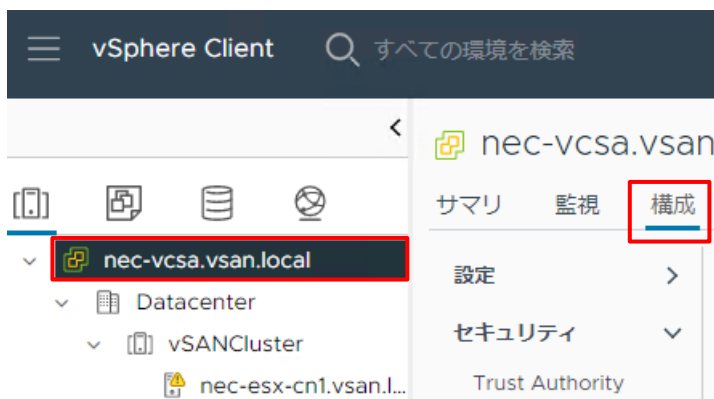 vSphere Client すべての環境を検索
nec-vcsa.vsan
サマリ 監視 構成
nec-vcsa.vsan.local
Datacenter
vSANCluster
nec-esx-cn1.vsan.l...
設定
セキュリティ
Trust Authority